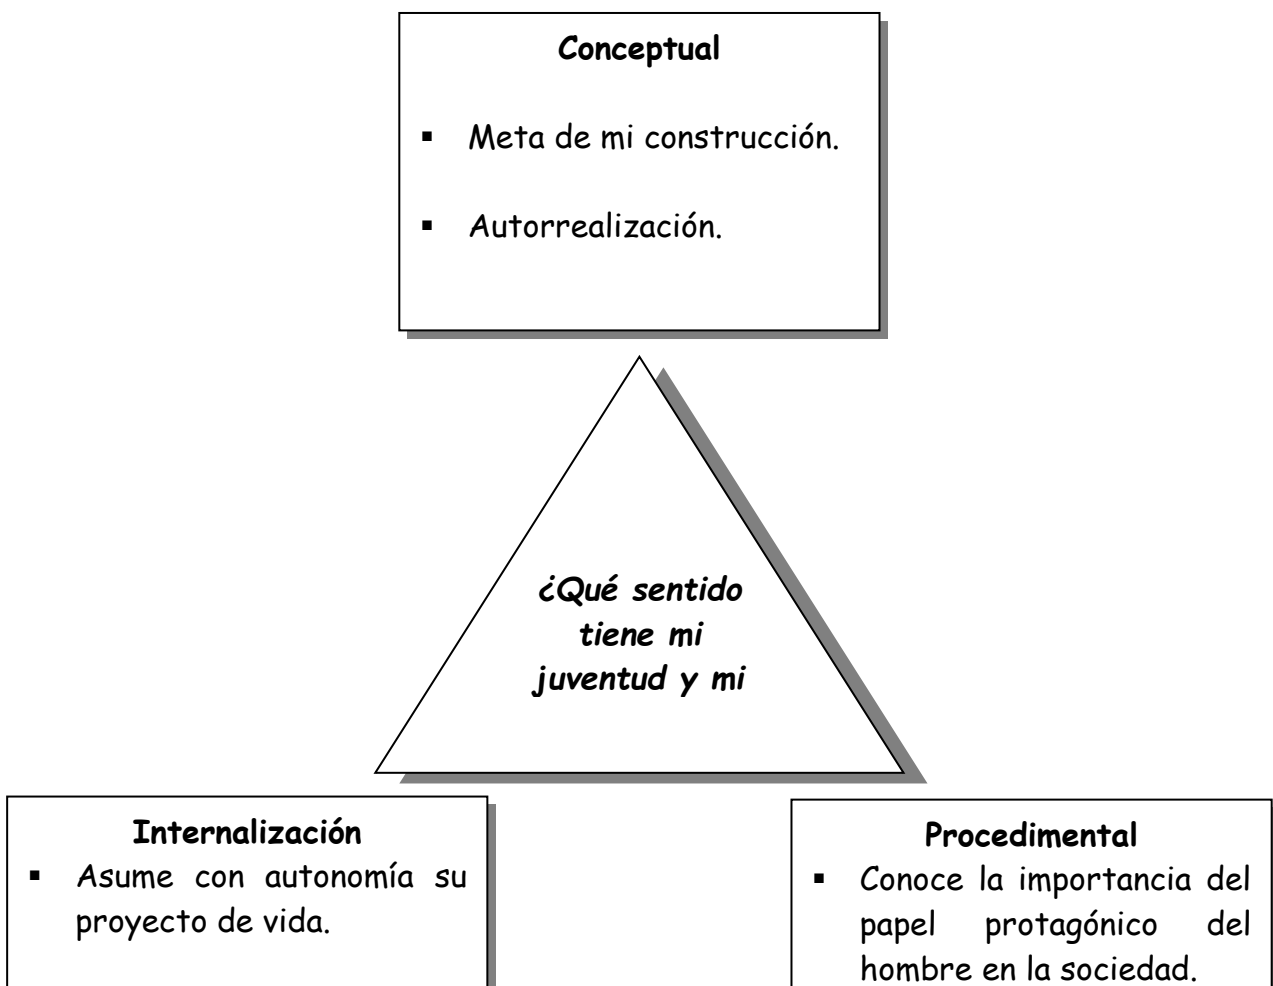 Conceptual
▪ Meta de mi construcción.
▪ Autorrealización.
¿Qué sentido
tiene mi
juventud y mi
Internalización
▪ Asume con autonomía su
proyecto de vida.
Procedimental
▪ Conoce la importancia del
papel protagónico del
hombre en la sociedad.